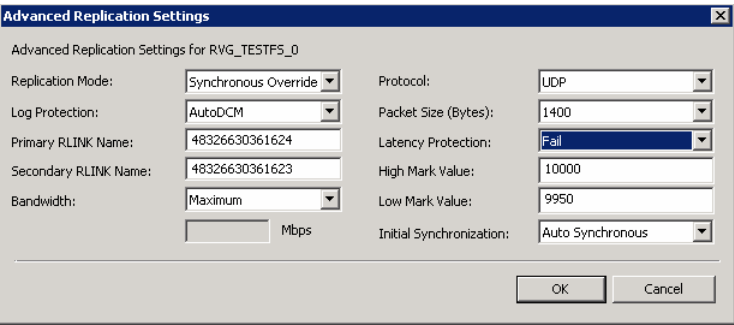 Advanced Replication Settings
Advanced Replication Settings for RVG_TESTFS_0
Replication Mode: Synchronous Override Protocol: UDP
Log Protection: AutoDCM Packet Size (Bytes): 1400
Primary RLINK Name: 48326630361624 Latency Protection: Fail
Secondary RLINK Name: 48326630361623 High Mark Value: 10000
Bandwidth: Maximum Low Mark Value: 9950
Mbps Initial Synchronization: Auto Synchronous
OK Cancel